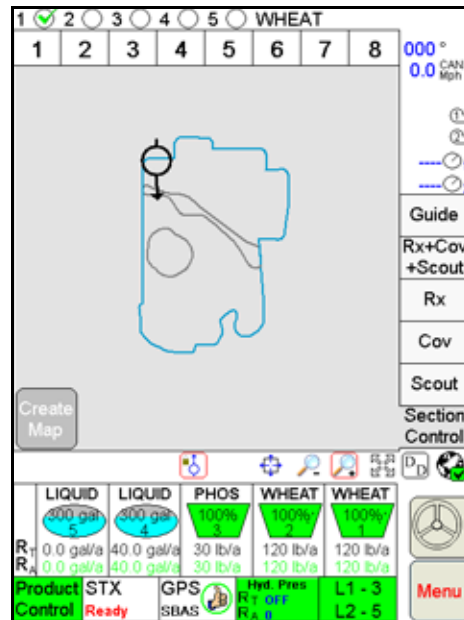 1 2 3 4 5 WHEAT
1 2 3 4 5 6 7 8
000 °
0.0 CAN Mph
1
2
----
----
Guide
Rx+Cov
+Scout
Rx
Cov
Scout
Section
Control
Create
Map
D D
LIQUID LIQUID PHOS WHEAT WHEAT
300 gal 300 gal 100% 100% 100%
5 4 3 2 1
RT 0.0 gal/a 40.0 gal/a 30 lb/a 120 lb/a 120 lb/a
RA 0.0 gal/a 40.0 gal/a 30 lb/a 120 lb/a 120 lb/a
Product Control
STX Ready
GPS SBAS
Hyd. Pres
RT OFF
RA 0
L1 - 3
L2 - 5
Menu